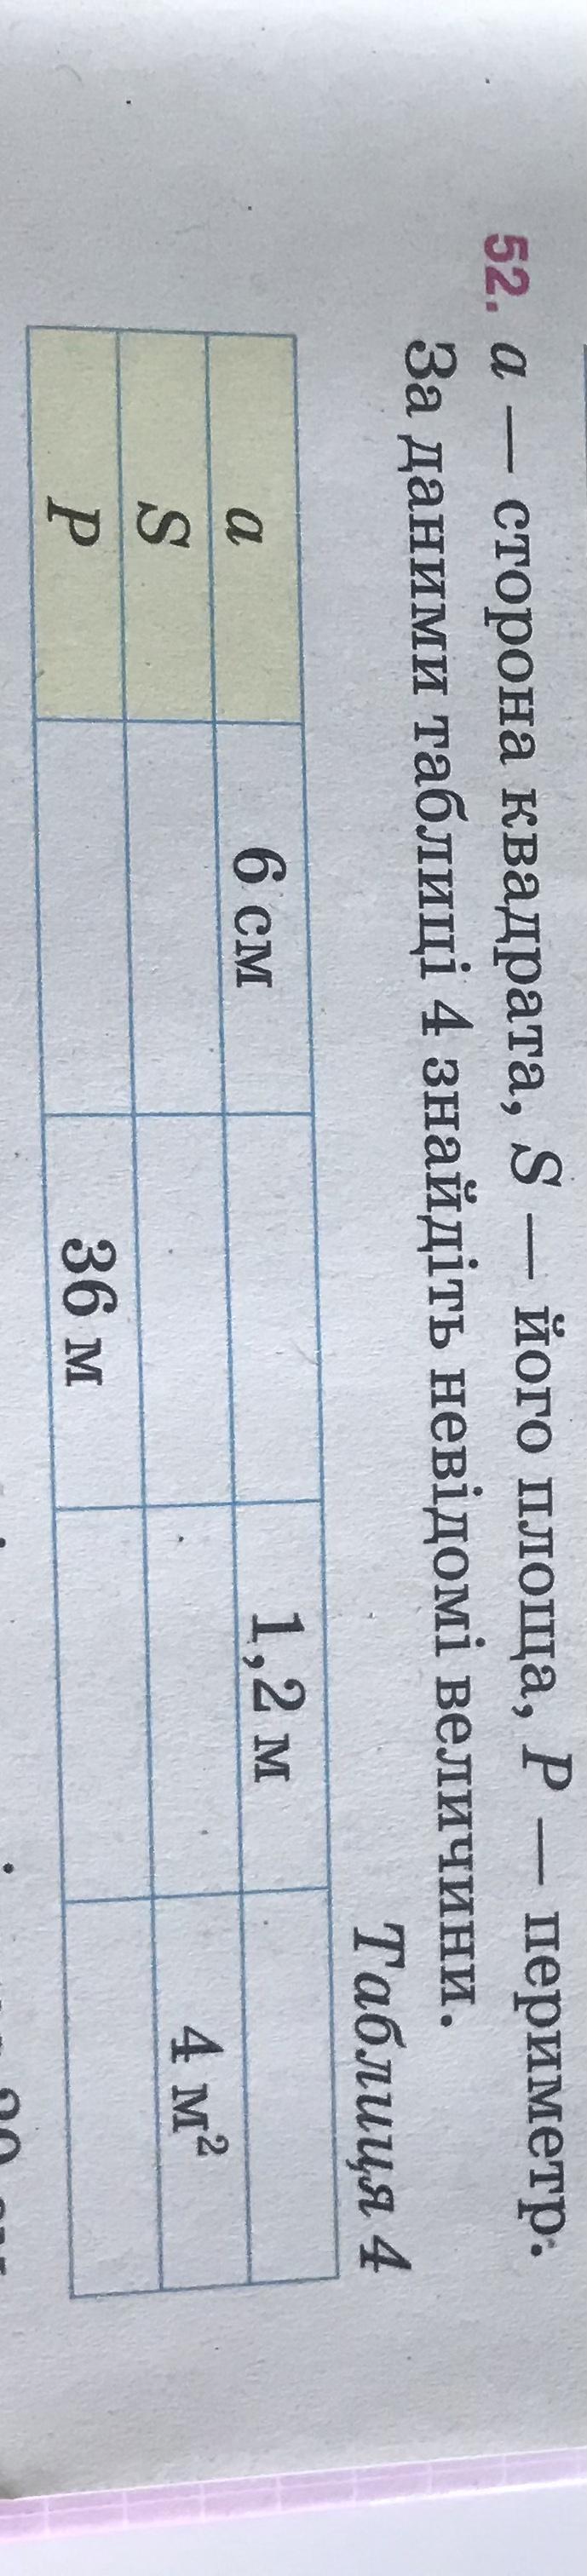 52. a — сторона квадрата, S — його площа, P — периметр.
За даними таблиці 4 знайдіть невідомі величини.
Таблиця 4
a 6 см 1,2 м
S 4 м²
P 36 м